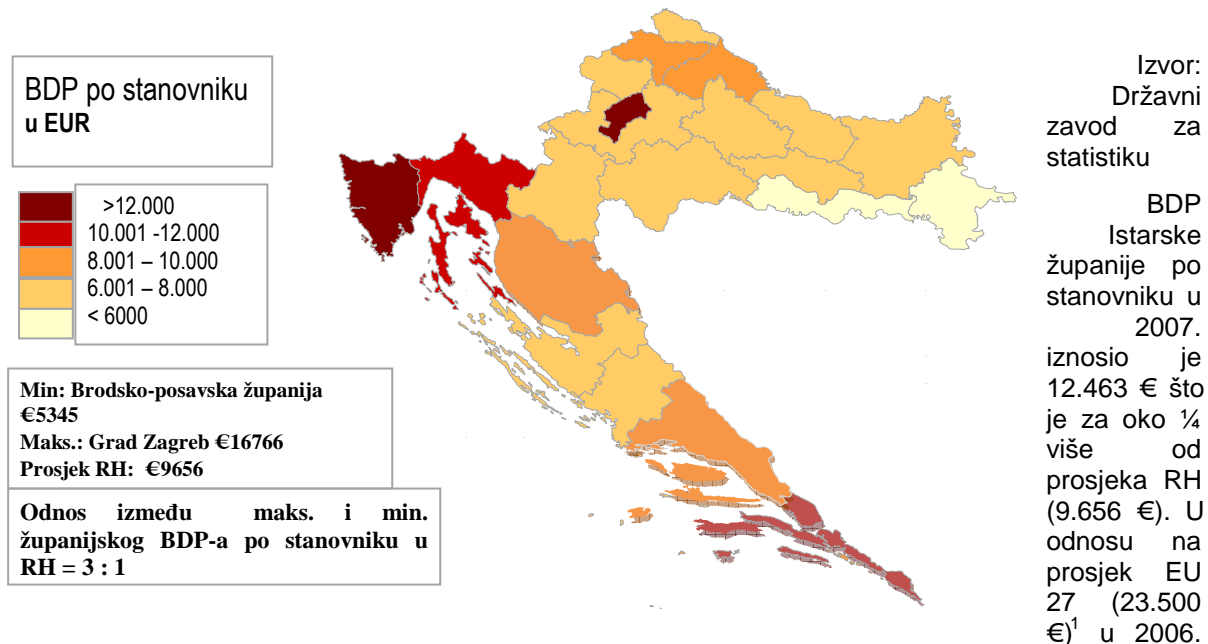 BDP po stanovniku
u EUR
>12.000
10.001 -12.000
8.001 – 10.000
6.001 – 8.000
< 6000
Min: Brodsko-posavska županija
€5345
Maks.: Grad Zagreb €16766
Prosjek RH: €9656
Odnos između maks. i min.
županijskog BDP-a po stanovniku u
RH = 3 : 1
Izvor:
Državni
zavod za
statistiku
BDP
Istarske
županije po
stanovniku u
2007.
iznosio je
12.463 € što
je za oko ¼
više od
prosjeka RH
(9.656 €). U
odnosu na
prosjek EU
27 (23.500
€)¹ u 2006.